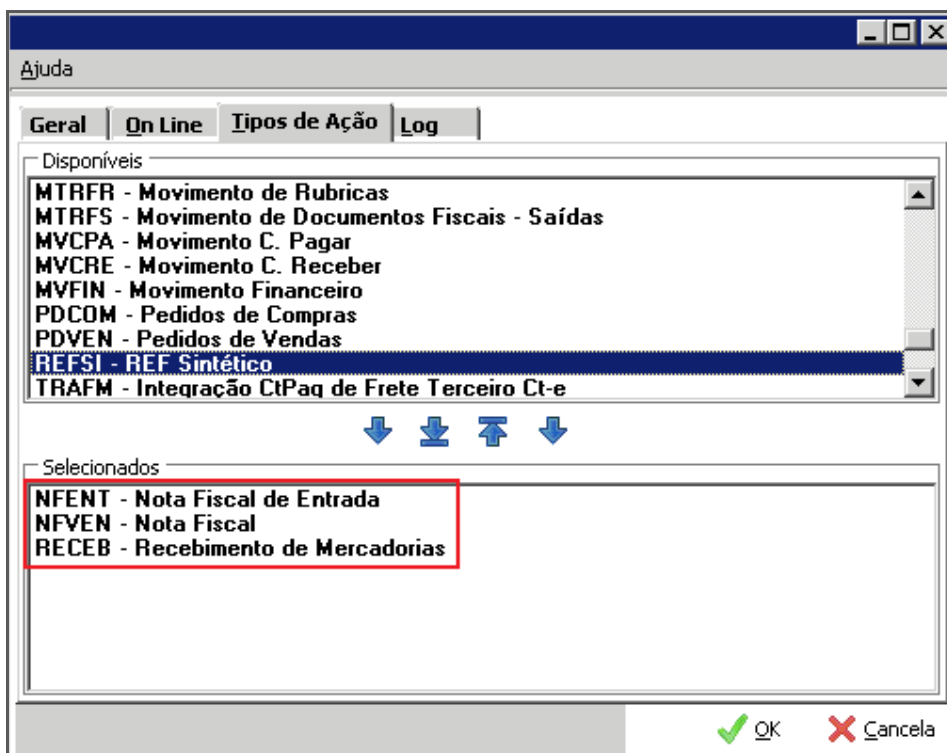 Ajuda
Geral On Line Tipos de Ação Log
Disponíveis
MTRFR - Movimento de Rubricas
MTRFS - Movimento de Documentos Fiscais - Saídas
MVCPA - Movimento C. Pagar
MVCRE - Movimento C. Receber
MVFIN - Movimento Financeiro
PDCOM - Pedidos de Compras
PDVEN - Pedidos de Vendas
REFSI - REF Sintético
TRAFM - Integração CtPag de Frete Terceiro Ct-e
Selecionados
NFENT - Nota Fiscal de Entrada
NFVEN - Nota Fiscal
RECEB - Recebimento de Mercadorias
OK Cancela